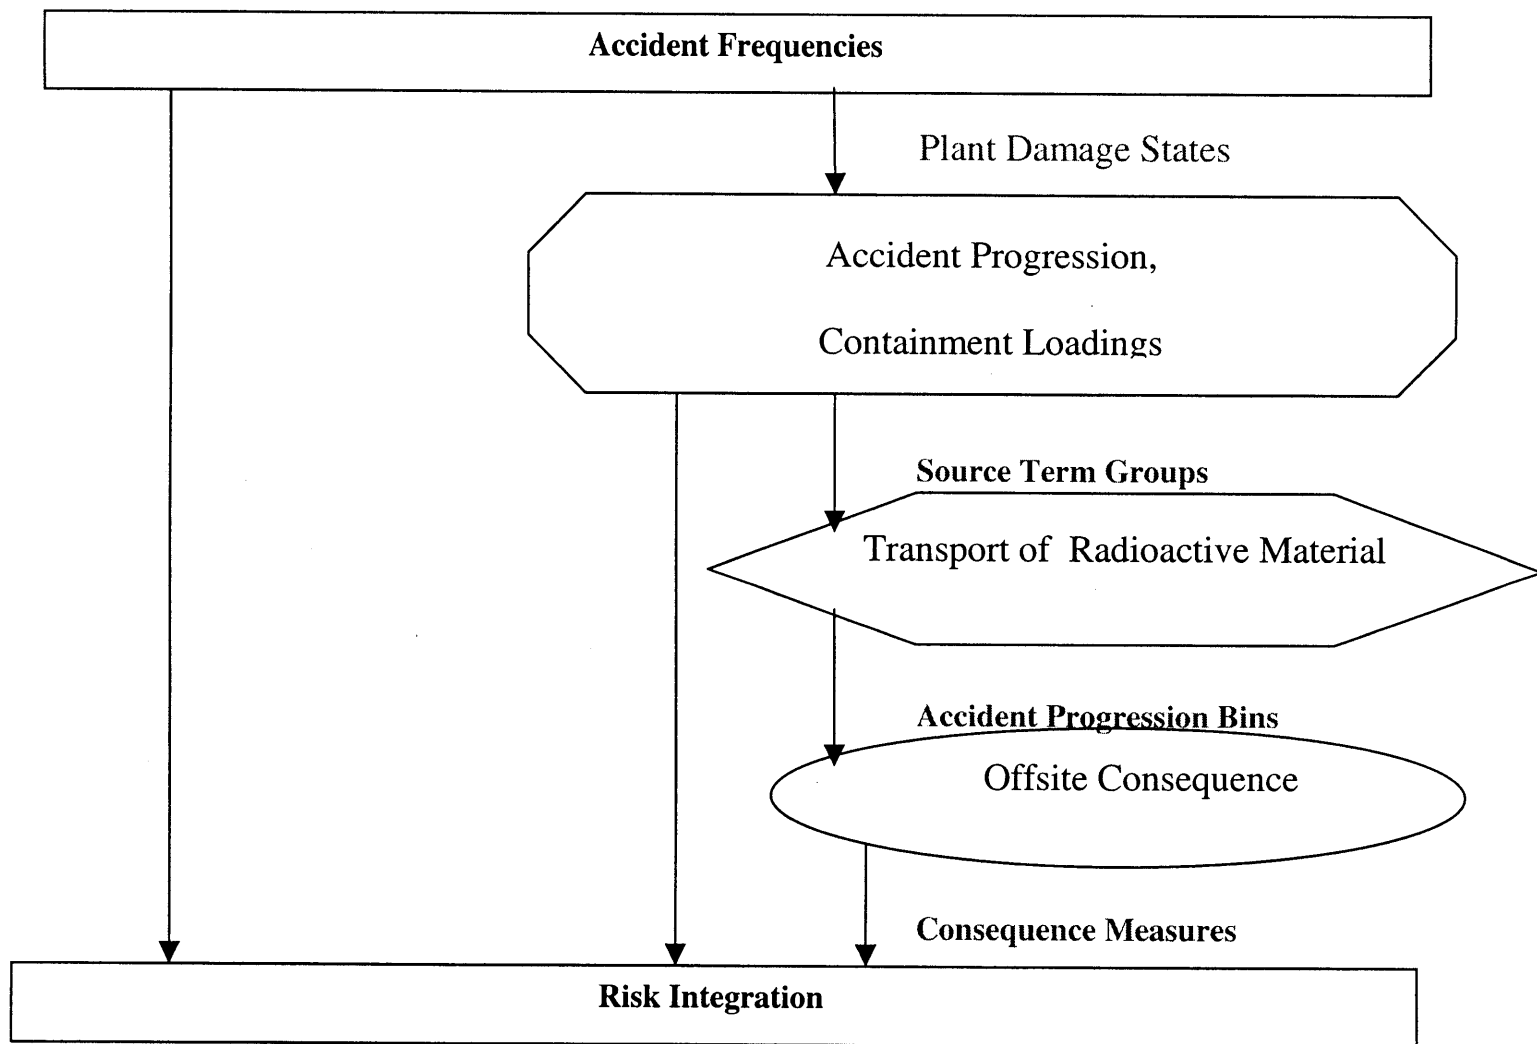 Accident Frequencies
Plant Damage States
Accident Progression,
Containment Loadings
Source Term Groups
Transport of Radioactive Material
Accident Progression Bins
Offsite Consequence
Consequence Measures
Risk Integration